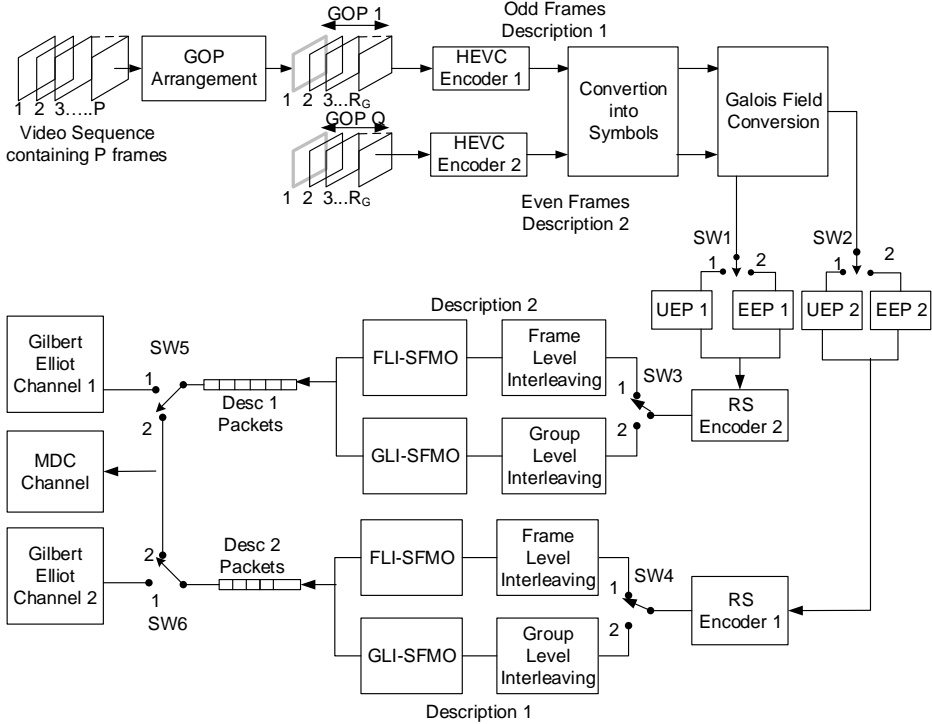 Odd Frames
Description 1
GOP 1
GOP
Arrangement
HEVC
Encoder 1
Convertion
into
Symbols
Galois Field
Conversion
1 2 3.....P
1 2 3...RG
Video Sequence
containing P frames
GOP Q
HEVC
Encoder 2
1 2 3...RG
Even Frames
Description 2
SW1
SW2
1
2
1
2
UEP 1
EEP 1
UEP 2
EEP 2
Description 2
Gilbert
Elliot
Channel 1
SW5
1
2
Desc 1
Packets
FLI-SFMO
Frame
Level
Interleaving
SW3
1
2
RS
Encoder 2
GLI-SFMO
Group
Level
Interleaving
MDC
Channel
Gilbert
Elliot
Channel 2
2
1
SW6
Desc 2
Packets
FLI-SFMO
Frame
Level
Interleaving
SW4
1
2
RS
Encoder 1
GLI-SFMO
Group
Level
Interleaving
Description 1